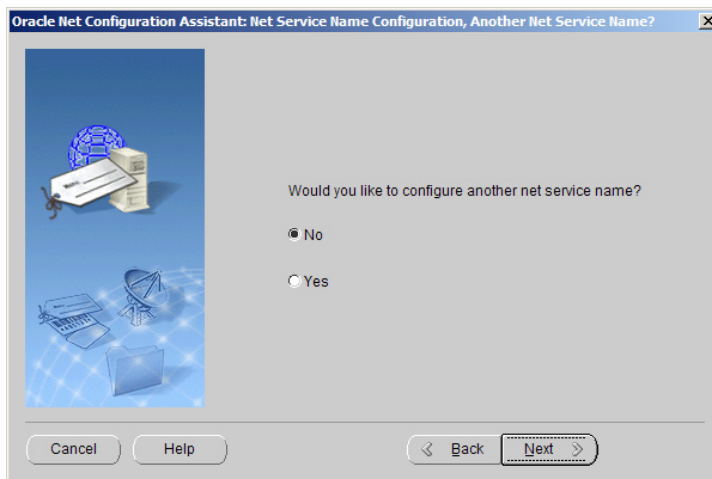 Oracle Net Configuration Assistant: Net Service Name Configuration, Another Net Service Name?
Would you like to configure another net service name?
No
Yes
Cancel
Help
Back
Next